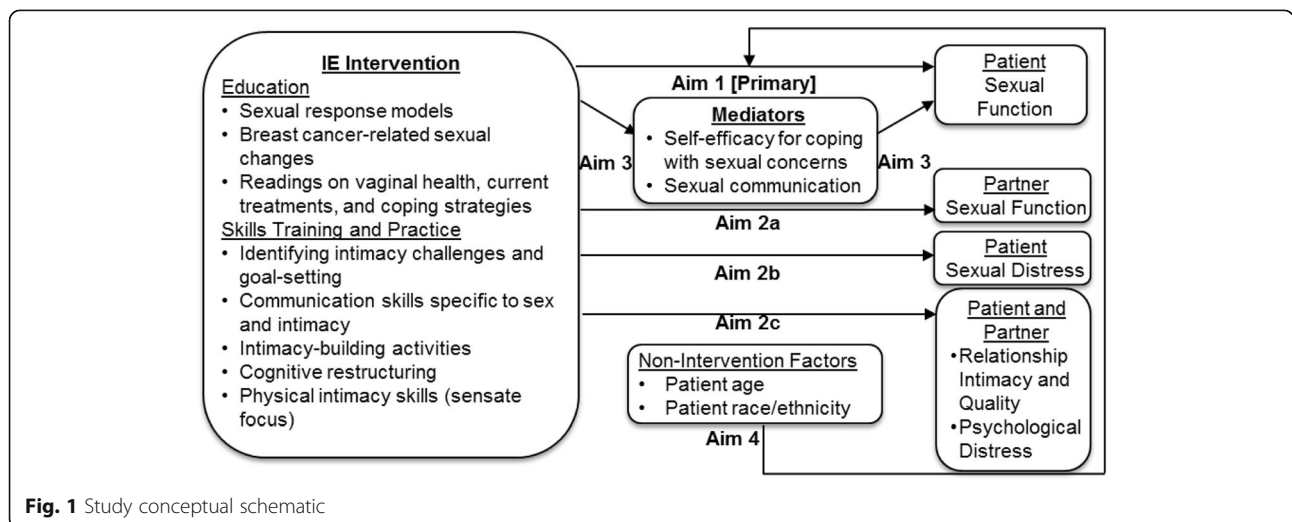 IE Intervention
Education
• Sexual response models
• Breast cancer-related sexual
changes
• Readings on vaginal health, current
treatments, and coping strategies
Skills Training and Practice
• Identifying intimacy challenges and
goal-setting
• Communication skills specific to sex
and intimacy
• Intimacy-building activities
• Cognitive restructuring
• Physical intimacy skills (sensate
focus)
Aim 1 [Primary]
Aim 3
Mediators
• Self-efficacy for coping
with sexual concerns
• Sexual communication
Aim 3
Aim 2a
Aim 2b
Aim 2c
Non-Intervention Factors
• Patient age
• Patient race/ethnicity
Aim 4
Patient
Sexual
Function
Partner
Sexual Function
Patient
Sexual Distress
Patient and
Partner
•Relationship
Intimacy and
Quality
•Psychological
Distress
Fig. 1 Study conceptual schematic